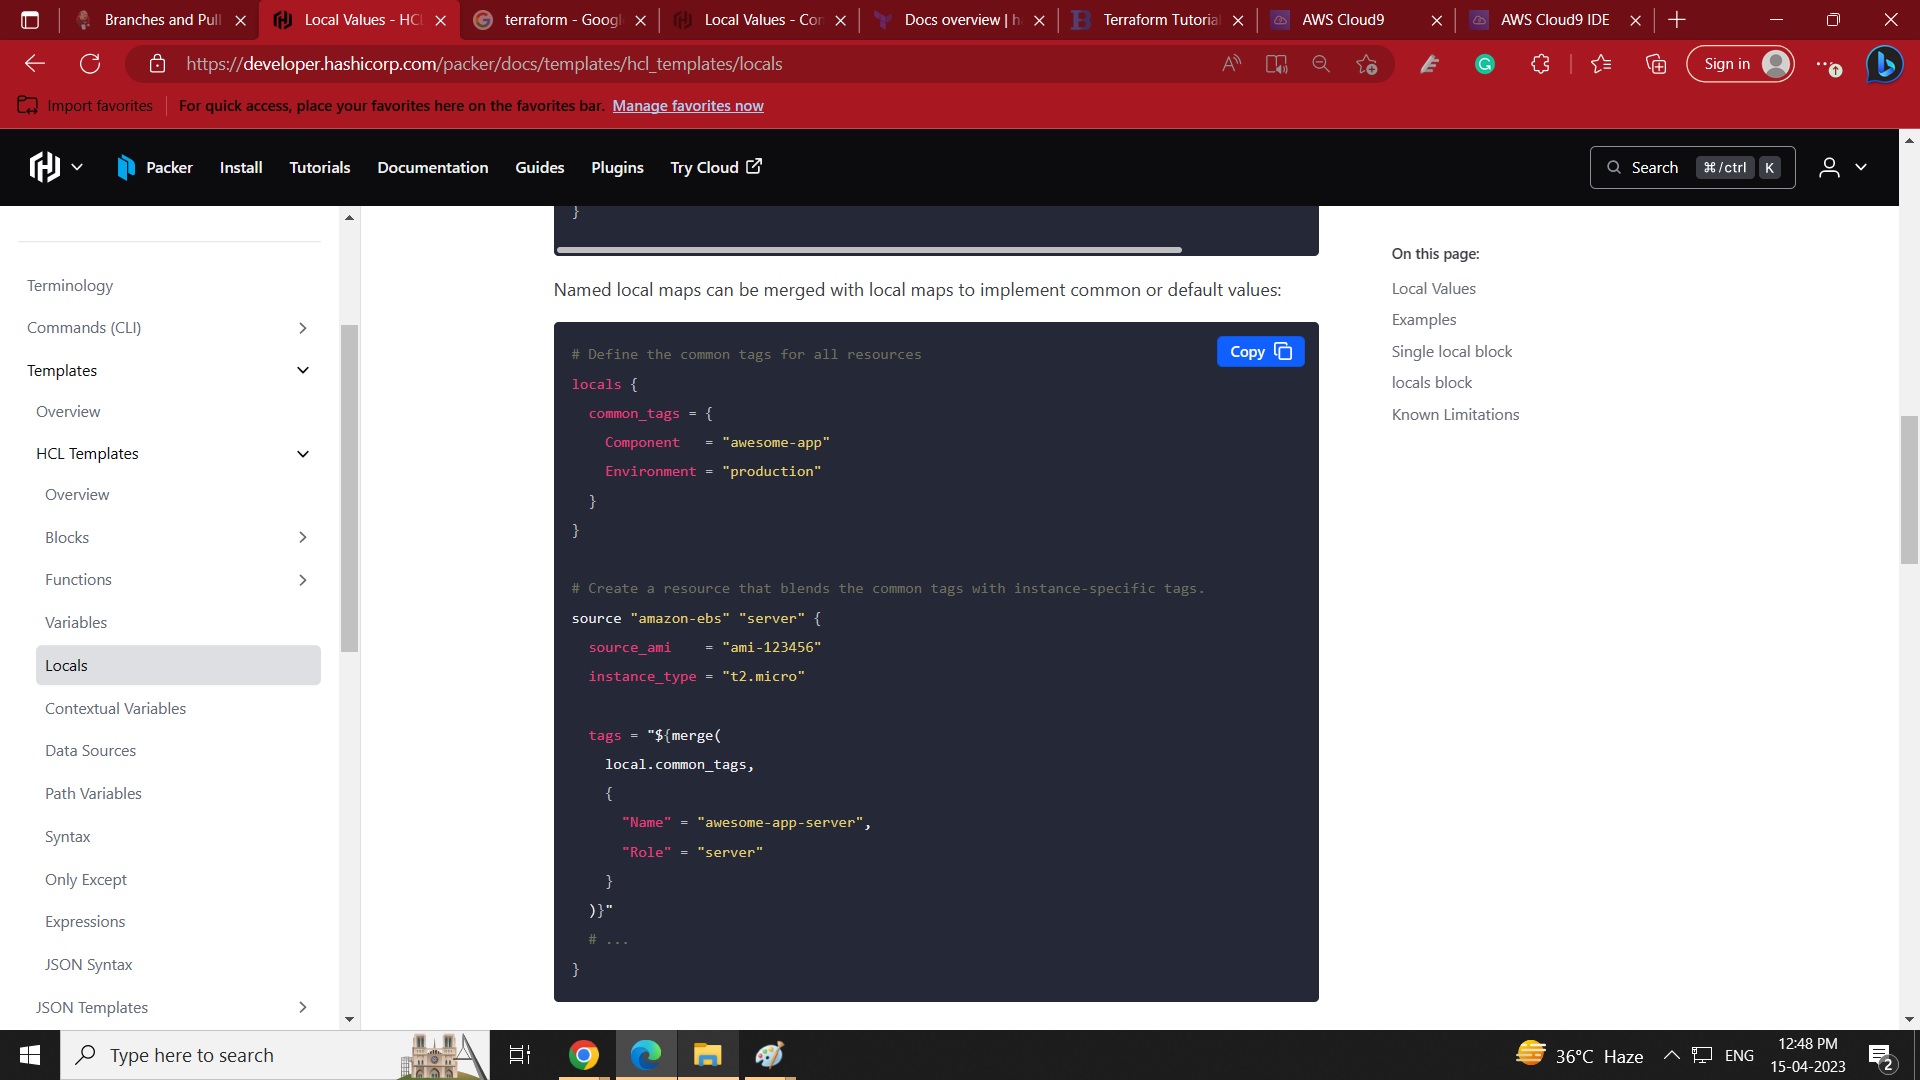 Branches and Pull
Local Values - HCL
terraform - Googl
Local Values - Con
Docs overview | h
Terraform Tutorial
AWS Cloud9
AWS Cloud9 IDE
https://developer.hashicorp.com/packer/docs/templates/hcl_templates/locals
Sign in
Import favorites
For quick access, place your favorites here on the favorites bar. Manage favorites now
Packer
Install
Tutorials
Documentation
Guides
Plugins
Try Cloud
Search ⌘/ctrl K
Terminology
Commands (CLI)
Templates
Overview
HCL Templates
Overview
Blocks
Functions
Variables
Locals
Contextual Variables
Data Sources
Path Variables
Syntax
Only Except
Expressions
JSON Syntax
JSON Templates
}
Named local maps can be merged with local maps to implement common or default values:
Copy
# Define the common tags for all resources
locals {
common_tags = {
Component   = "awesome-app"
Environment = "production"
}
}
# Create a resource that blends the common tags with instance-specific tags.
source "amazon-ebs" "server" {
source_ami    = "ami-123456"
instance_type = "t2.micro"
tags = "${merge(
local.common_tags,
{
"Name" = "awesome-app-server",
"Role" = "server"
}
)}"
# ...
}
On this page:
Local Values
Examples
Single local block
locals block
Known Limitations
Type here to search
36°C Haze
ENG
12:48 PM
15-04-2023
2